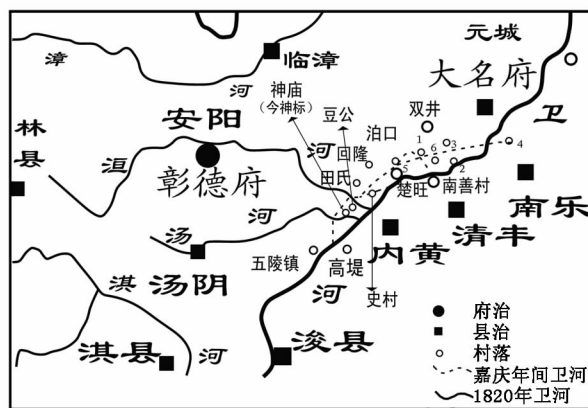 元城
漳
临漳
大名府
神庙
(今神标)
豆公
双井
卫
河
安阳
泊口
林县
河
回隆
洹
彰德府
田氏
1
3
4
5
6
2
楚旺
南善村
南乐
河
汤
清丰
内黄
五陵镇
高堤
汤阴
淇
河
史村
淇县
河
浚县
府治
县治
村落
嘉庆年间卫河
1820年卫河